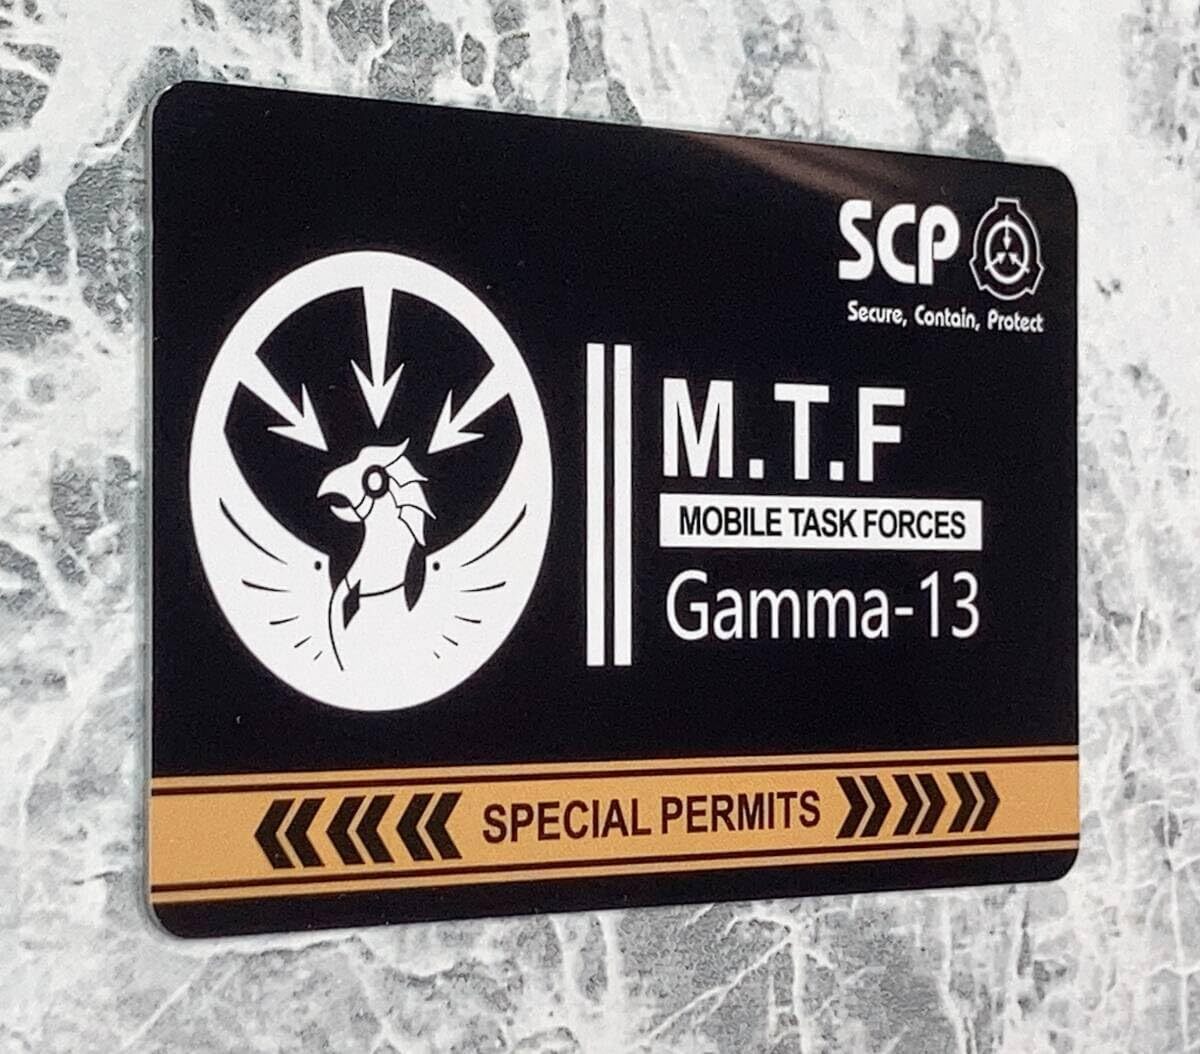 SCP
Secure, Contain, Protect
M.T.F
MOBILE TASK FORCES
Gamma-13
SPECIAL PERMITS